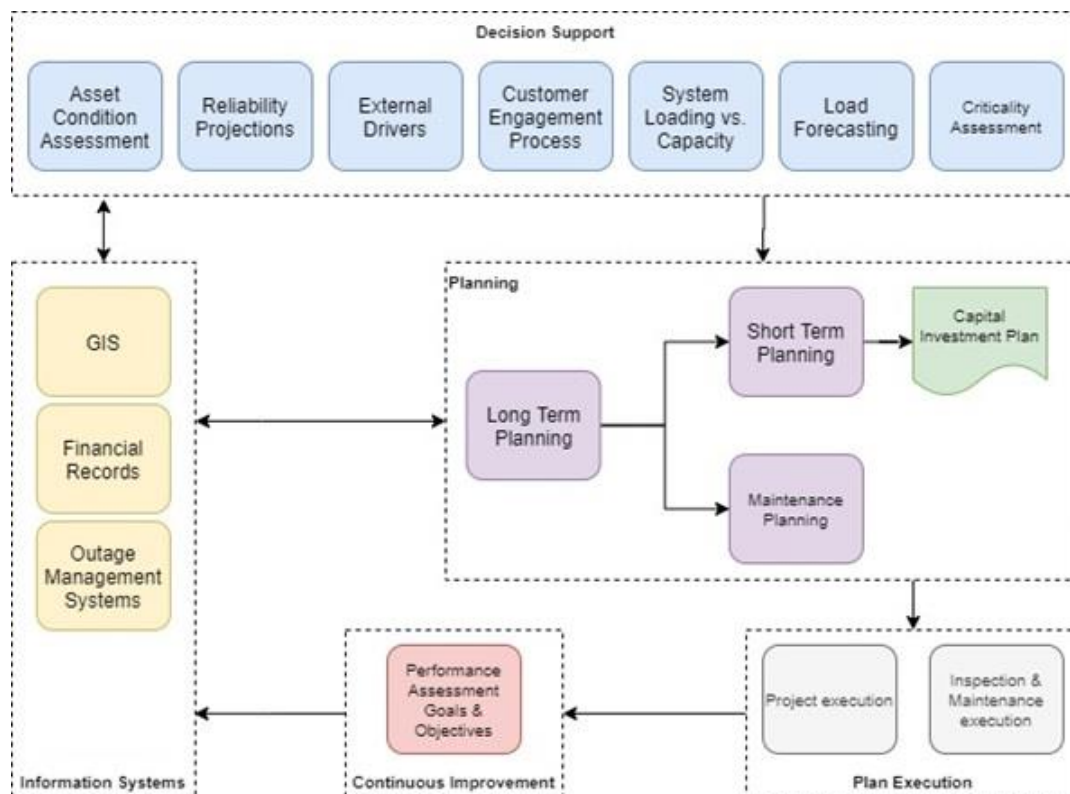 Decision Support
Asset
Condition
Assessment
Reliability
Projections
External
Drivers
Customer
Engagement
Process
System
Loading vs.
Capacity
Load
Forecasting
Criticality
Assessment
Planning
GIS
Financial
Records
Outage
Management
Systems
Information Systems
Long Term
Planning
Short Term
Planning
Capital
Investment Plan
Maintenance
Planning
Performance
Assessment
Goals &
Objectives
Continuous Improvement
Project execution
Inspection &
Maintenance
execution
Plan Execution